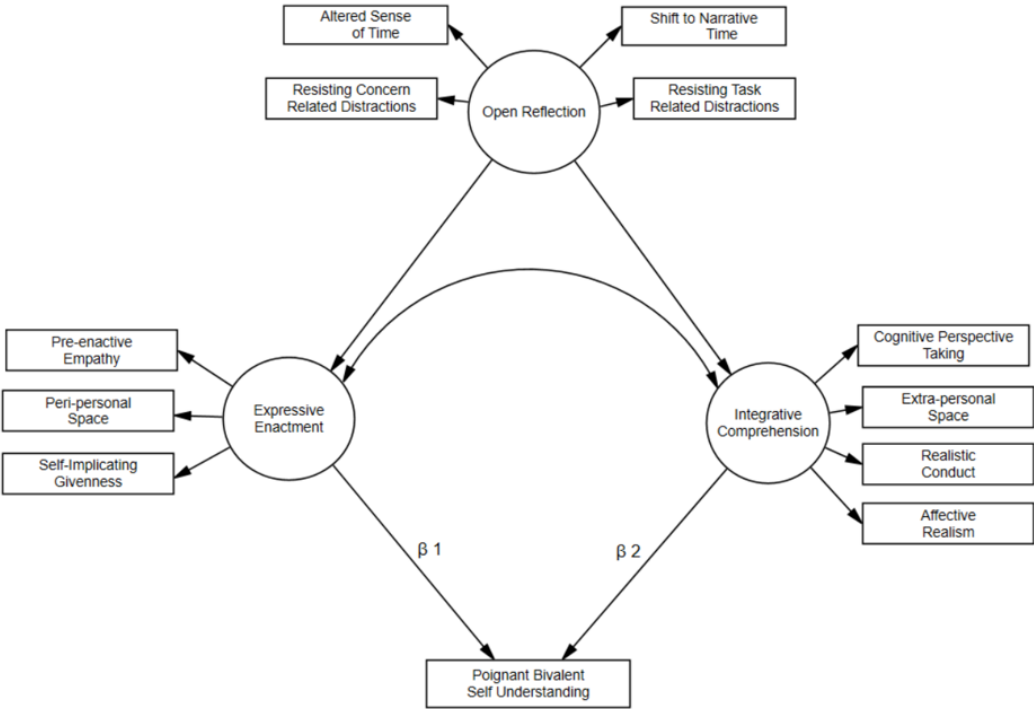 Altered Sense
of Time
Shift to Narrative
Time
Resisting Concern
Related Distractions
Open Reflection
Resisting Task
Related Distractions
Pre-enactive
Empathy
Peri-personal
Space
Self-Implicating
Givenness
Expressive
Enactment
Integrative
Comprehension
Cognitive Perspective
Taking
Extra-personal
Space
Realistic
Conduct
Affective
Realism
β 1
β 2
Poignant Bivalent
Self Understanding